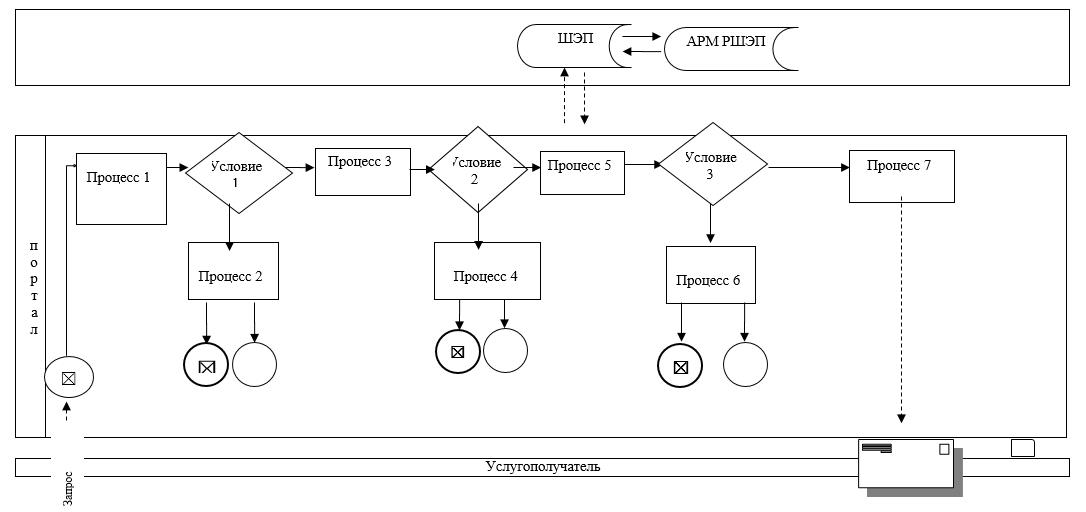 ШЭП
АРМ РШЭП
Процесс 1
Условие
1
Процесс 3
Условие
2
Процесс 5
Условие
3
Процесс 7
портал
Процесс 2
Процесс 4
Процесс 6
Запрос
Услугополучатель